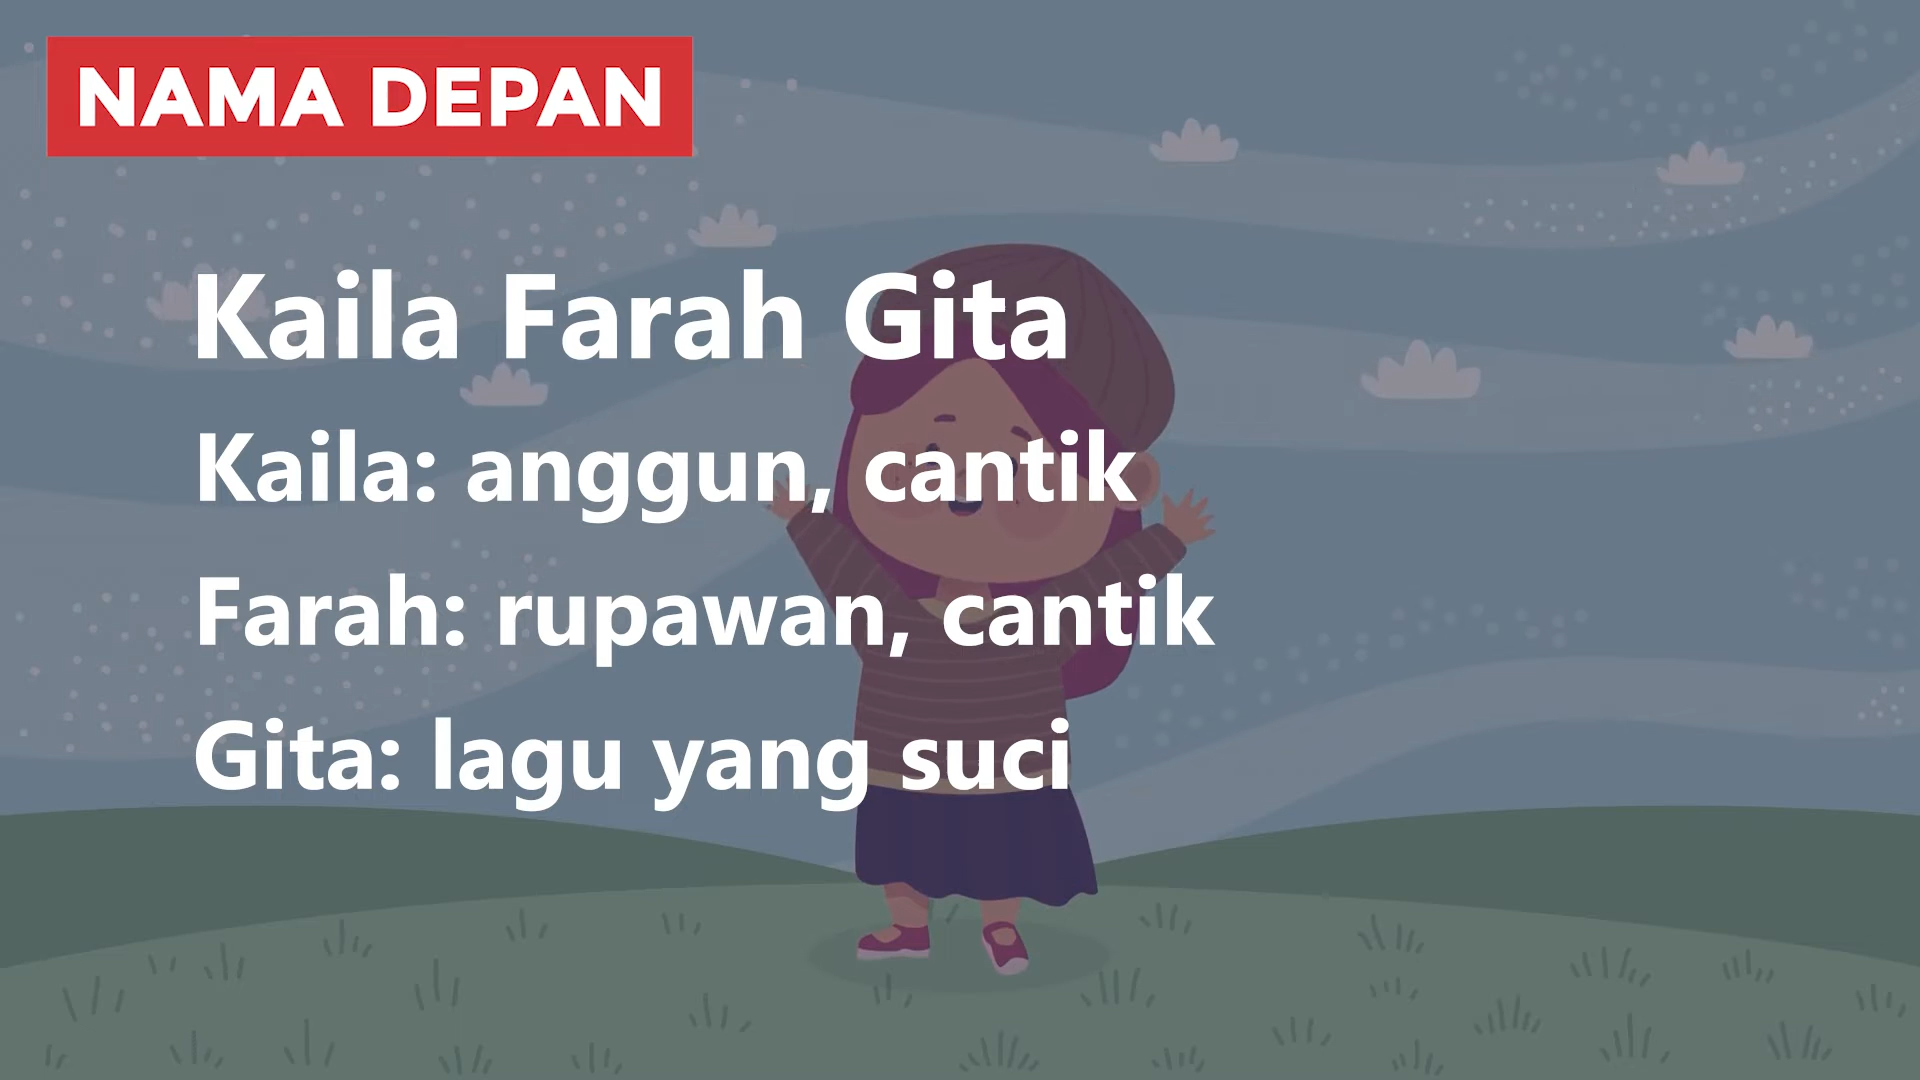 NAMA DEPAN
Kaila Farah Gita
Kaila: anggun, cantik
Farah: rupawan, cantik
Gita: lagu yang suci